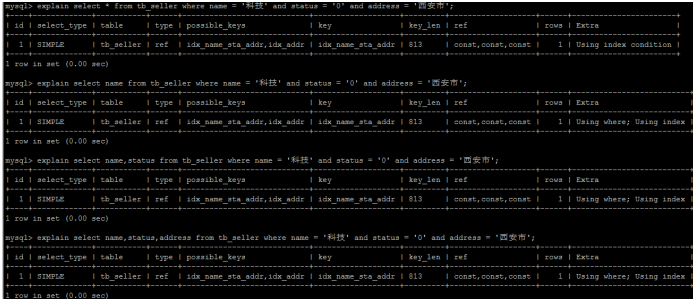 mysql> explain select * from tb_seller where name = '科技' and status = '0' and address = '西安市';
+----+-------------+-----------+------+------------------------+-------------------+---------+-------------------+------+-----------------------+
| id | select_type | table | type | possible_keys | key | key_len | ref | rows | Extra |
| 1 | SIMPLE | tb_seller | ref | idx_name_sta_addr,idx_addr | idx_name_sta_addr | 813 | const,const,const | 1 | Using index condition |
1 row in set (0.00 sec)
mysql> explain select name from tb_seller where name = '科技' and status = '0' and address = '西安市';
| id | select_type | table | type | possible_keys | key | key_len | ref | rows | Extra
| 1 | SIMPLE | tb_seller | ref | idx_name_sta_addr,idx_addr | idx_name_sta_addr | 813 | const,const,const | 1 | Using where; Using index |
1 row in set (0.00 sec)
mysql> explain select name,status from tb_seller where name = '科技' and status = '0' and address = '西安市';
| id | select_type | table | type | possible_keys | key | key_len | ref | rows | Extra
| 1 | SIMPLE | tb_seller | ref | idx_name_sta_addr,idx_addr | idx_name_sta_addr | 813 | const,const,const | 1 | Using where; Using index |
1 row in set (0.00 sec)
mysql> explain select name,status,address from tb_seller where name = '科技' and status = '0' and address = '西安市';
| id | select_type | table | type | possible_keys | key | key_len | ref | rows | Extra
| 1 | SIMPLE | tb_seller | ref | idx_name_sta_addr,idx_addr | idx_name_sta_addr | 813 | const,const,const | 1 | Using where; Using index |
1 row in set (0.00 sec)